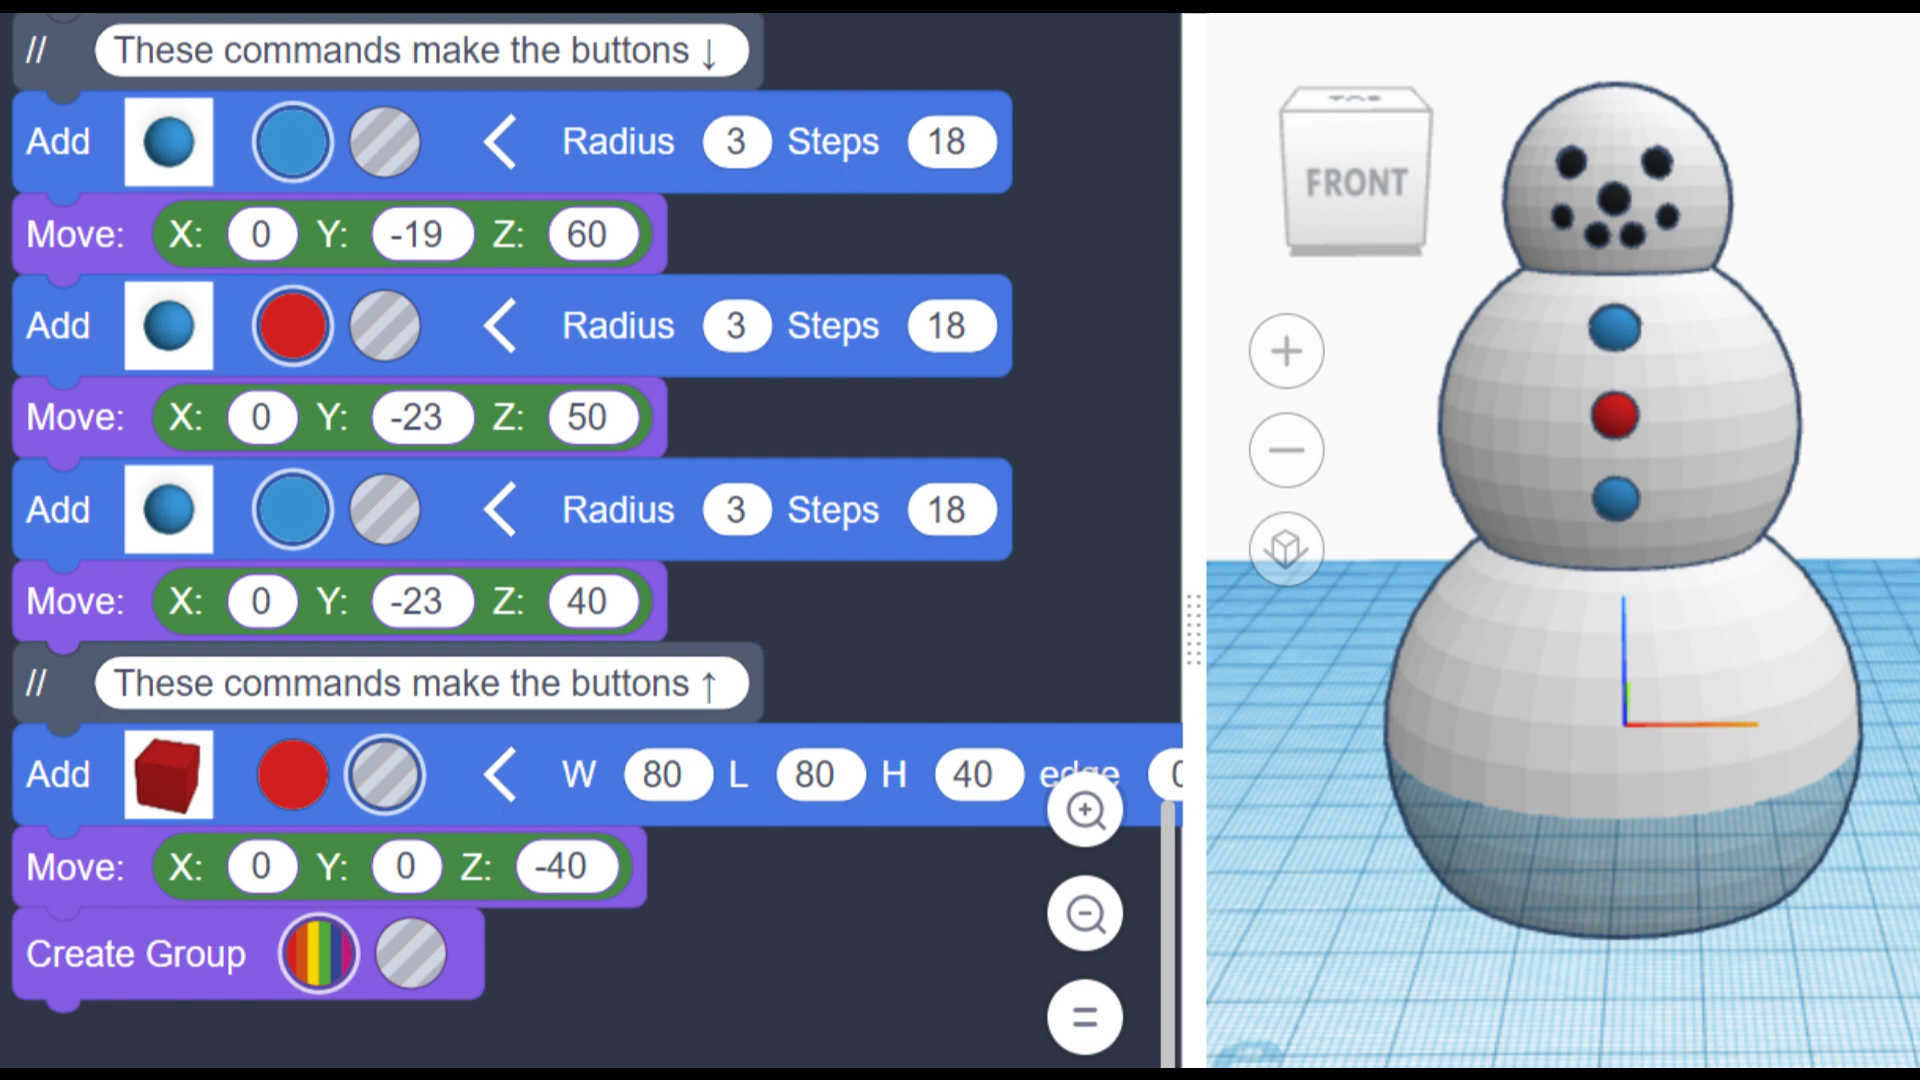 // These commands make the buttons ↓
Add Radius 3 Steps 18
Move: X: 0 Y: -19 Z: 60
Add Radius 3 Steps 18
Move: X: 0 Y: -23 Z: 50
Add Radius 3 Steps 18
Move: X: 0 Y: -23 Z: 40
// These commands make the buttons ↑
Add W 80 L 80 H 40 edge 0
Move: X: 0 Y: 0 Z: -40
Create Group
FRONT